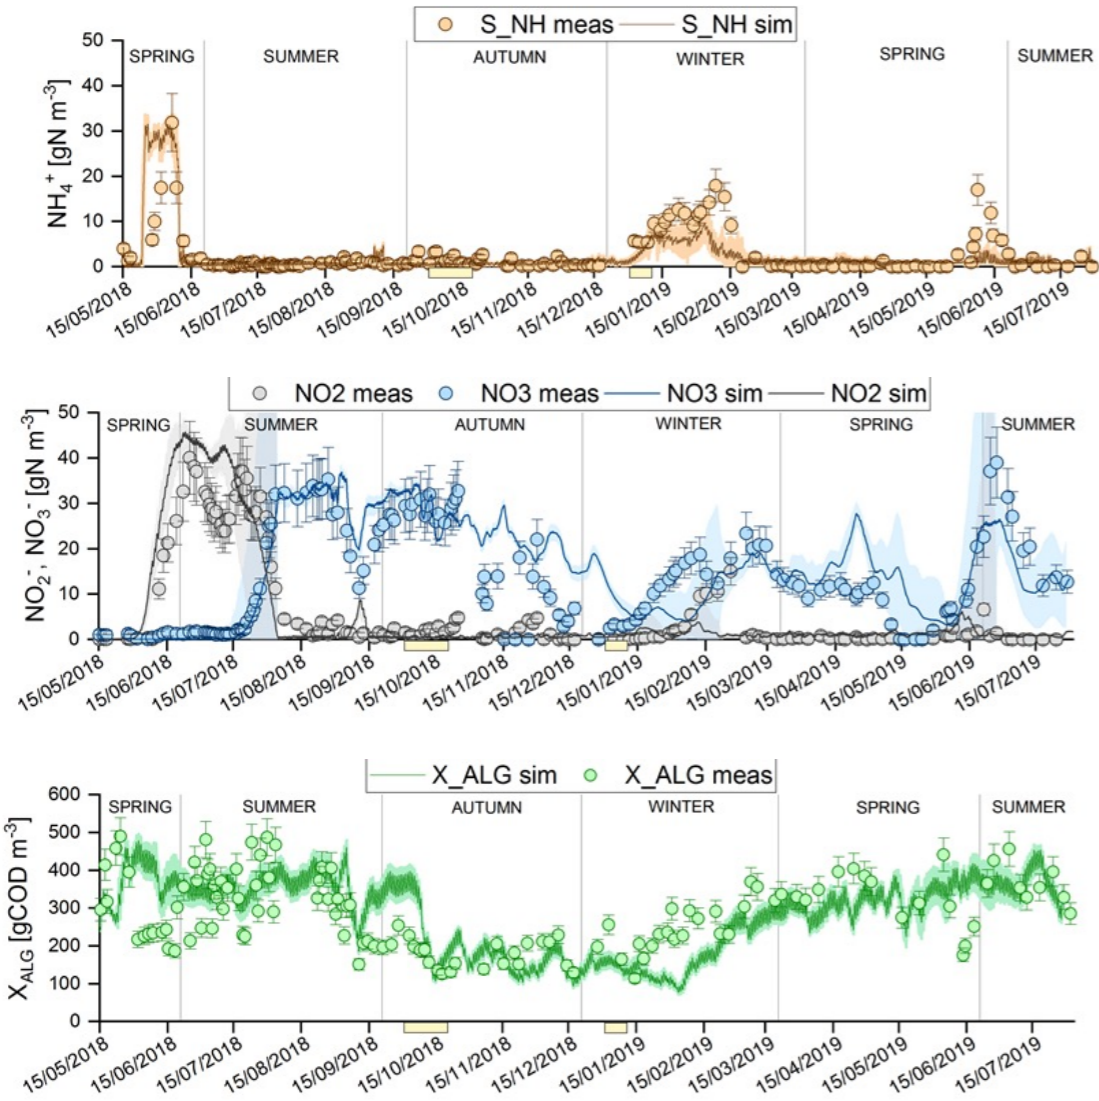 S_NH meas S_NH sim
50
40
30
20
10
0
NH4+ [gN m-3]
SPRING SUMMER AUTUMN WINTER SPRING SUMMER
15/05/2018 15/06/2018 15/07/2018 15/08/2018 15/09/2018 15/10/2018 15/11/2018 15/12/2018 15/01/2019 15/02/2019 15/03/2019 15/04/2019 15/05/2019 15/06/2019 15/07/2019
NO2 meas NO3 meas NO3 sim NO2 sim
50
40
30
20
10
0
NO2-, NO3- [gN m-3]
SPRING SUMMER AUTUMN WINTER SPRING SUMMER
15/05/2018 15/06/2018 15/07/2018 15/08/2018 15/09/2018 15/10/2018 15/11/2018 15/12/2018 15/01/2019 15/02/2019 15/03/2019 15/04/2019 15/05/2019 15/06/2019 15/07/2019
X_ALG sim X_ALG meas
600
500
400
300
200
100
0
XALG [gCOD m-3]
SPRING SUMMER AUTUMN WINTER SPRING SUMMER
15/05/2018 15/06/2018 15/07/2018 15/08/2018 15/09/2018 15/10/2018 15/11/2018 15/12/2018 15/01/2019 15/02/2019 15/03/2019 15/04/2019 15/05/2019 15/06/2019 15/07/2019